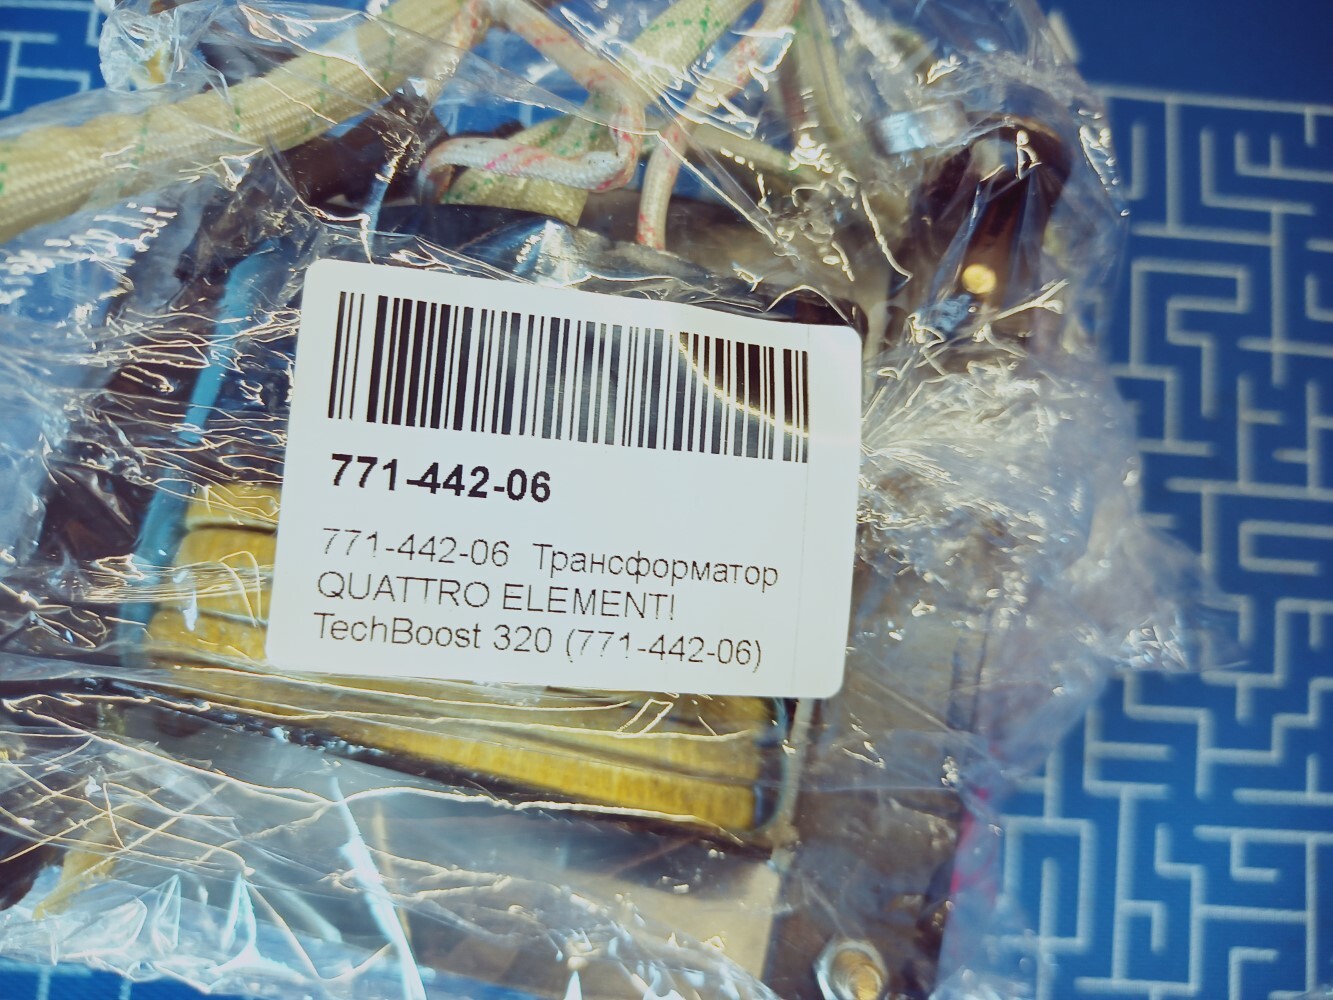 771-442-06
771-442-06 Трансформатор
QUATTRO ELEMENTI
TechBoost 320 (771-442-06)